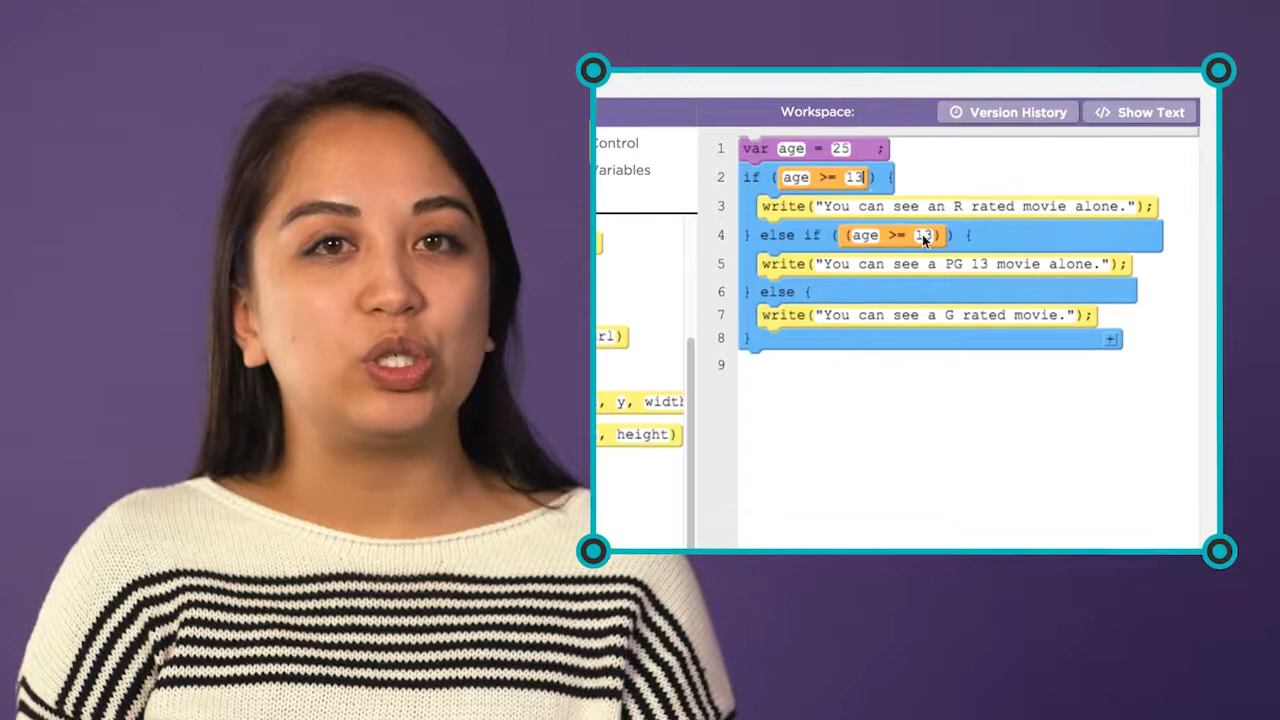 Workspace:
Version History
</> Show Text
Control
Variables
rl)
, y, width
, height)
1 var age = 25 ;
2 if (age >= 13) {
3 write("You can see an R rated movie alone.");
4 } else if ((age >= 13)) {
5 write("You can see a PG 13 movie alone.");
6 } else {
7 write("You can see a G rated movie.");
8 } +
9